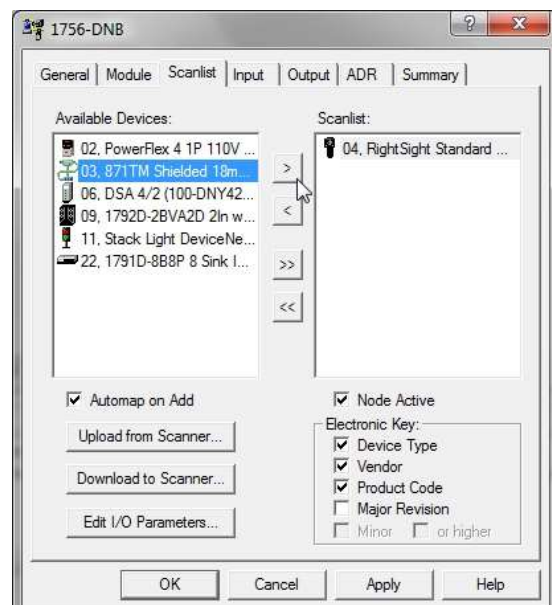 1756-DNB
General Module Scanlist Input Output ADR Summary
Available Devices:
02, PowerFlex 4 1P 110V
03, 871TM Shielded 18m...
06, DSA 4/2 (100-DNY42...
09, 1792D-2BVA2D 2In w...
11, Stack Light DeviceNe...
22, 1791D-8B8P 8 Sink I...
>
<
>>
<<
Scanlist:
04, RightSight Standard ...
Automap on Add
Upload from Scanner...
Download to Scanner...
Edit I/O Parameters...
Node Active
Electronic Key:
Device Type
Vendor
Product Code
Major Revision
Minor or higher
OK Cancel Apply Help